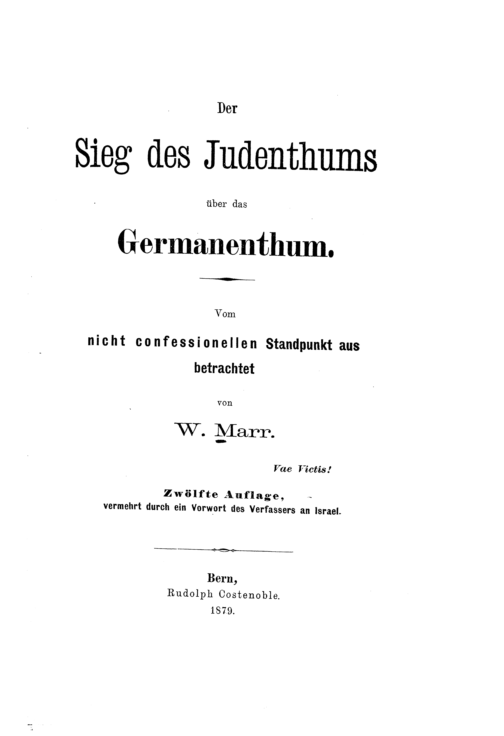 Der
Sieg des Judenthums
über das
Germanenthum.
Vom
nicht confessionellen Standpunkt aus
betrachtet
von
W. Marr.
Vae Victis!
Zwölfte Auflage,
vermehrt durch ein Vorwort des Verfassers an Israel.
Bern,
Rudolph Costenoble.
1879.